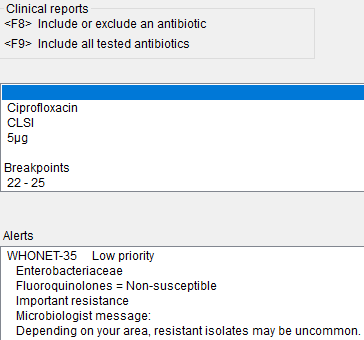 Clinical reports
<F8> Include or exclude an antibiotic
<F9> Include all tested antibiotics
Ciprofloxacin
CLSI
5µg
Breakpoints
22 - 25
Alerts
WHONET-35 Low priority
Enterobacteriaceae
Fluoroquinolones = Non-susceptible
Important resistance
Microbiologist message:
Depending on your area, resistant isolates may be uncommon.